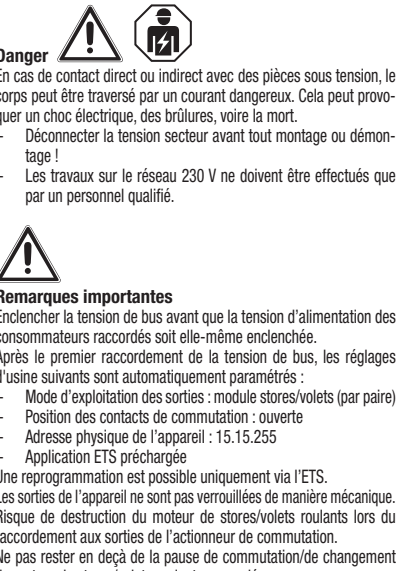 Danger
En cas de contact direct ou indirect avec des pièces sous tension, le
corps peut être traversé par un courant dangereux. Cela peut provo-
quer un choc électrique, des brûlures, voire la mort.
- Déconnecter la tension secteur avant tout montage ou démon-
tage !
- Les travaux sur le réseau 230 V ne doivent être effectués que
par un personnel qualifié.
Remarques importantes
Enclencher la tension de bus avant que la tension d'alimentation des
consommateurs raccordés soit elle-même enclenchée.
Après le premier raccordement de la tension de bus, les réglages
d'usine suivants sont automatiquement paramétrés :
- Mode d'exploitation des sorties : module stores/volets (par paire)
- Position des contacts de commutation : ouverte
- Adresse physique de l'appareil : 15.15.255
- Application ETS préchargée
Une reprogrammation est possible uniquement via l'ETS.
Les sorties de l'appareil ne sont pas verrouillées de manière mécanique.
Risque de destruction du moteur de stores/volets roulants lors du
raccordement aux sorties de l'actionneur de commutation.
Ne pas rester en deçà de la pause de commutation/de changement